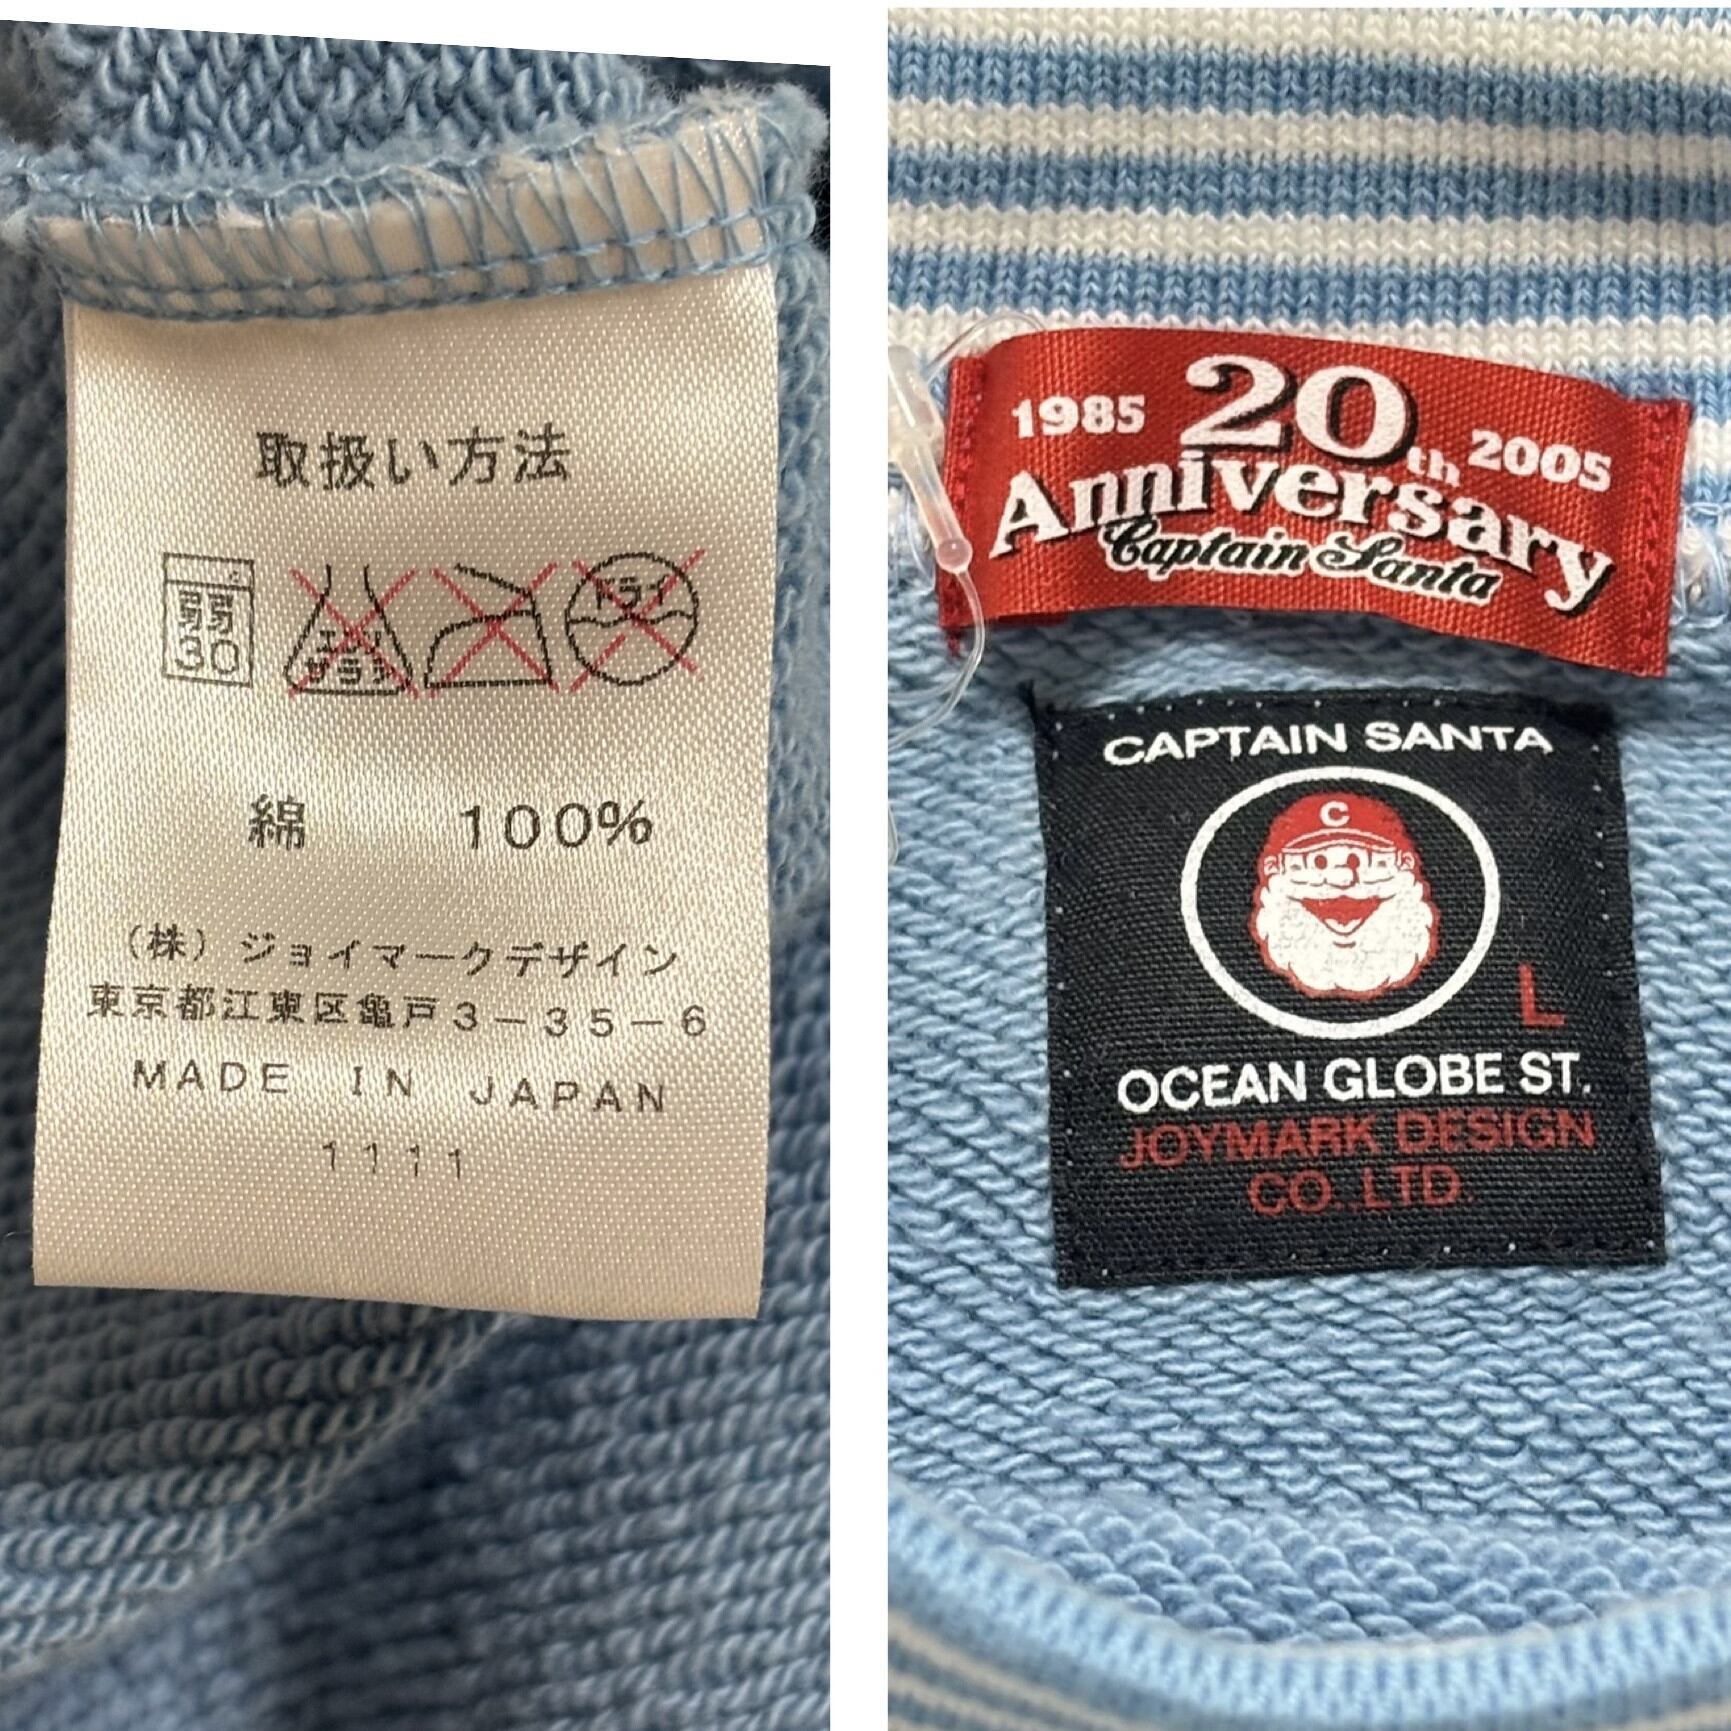 取扱い方法
弱
30
エンソ
サラシ
ドライ
綿 100%
(株)ジョイマークデザイン
東京都江東区亀戸3-35-6
MADE IN JAPAN
1111
1985 20th 2005
Anniversary
Captain Santa
CAPTAIN SANTA
C
L
OCEAN GLOBE ST.
JOYMARK DESIGN
CO.,LTD.